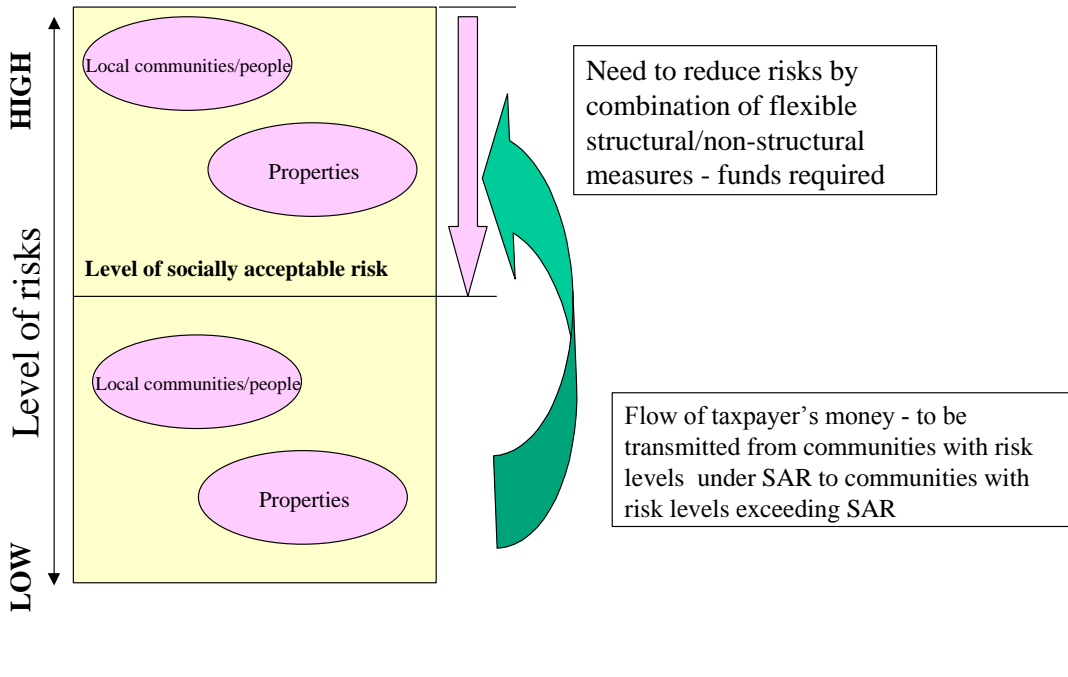 HIGH
Level of risks
LOW
Local communities/people
Properties
Level of socially acceptable risk
Local communities/people
Properties
Need to reduce risks by
combination of flexible
structural/non-structural
measures - funds required
Flow of taxpayer’s money - to be
transmitted from communities with risk
levels under SAR to communities with
risk levels exceeding SAR